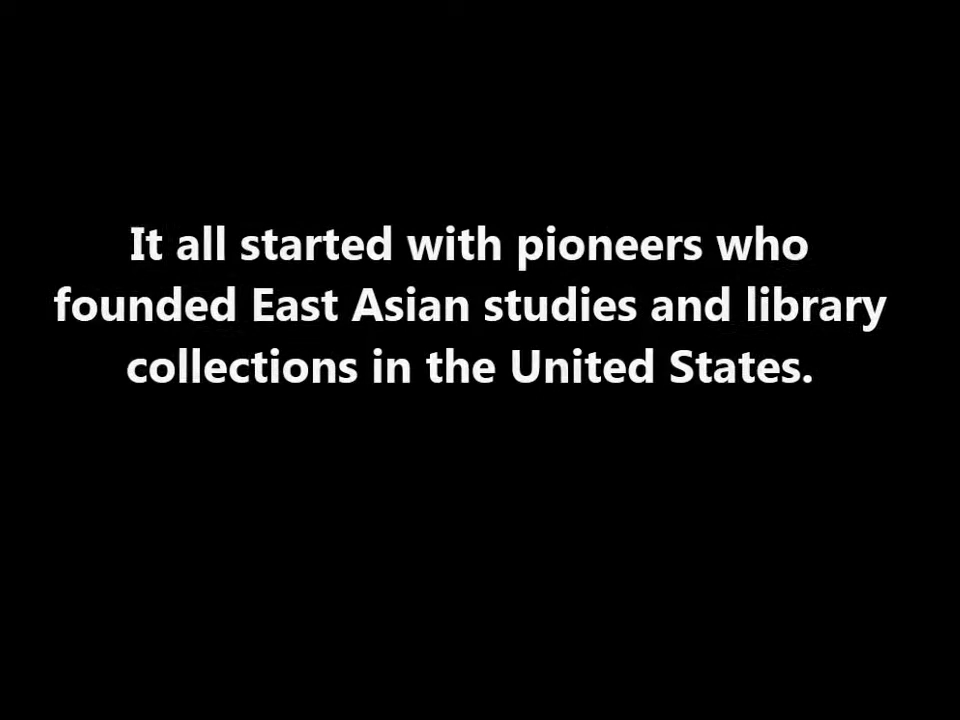 It all started with pioneers who
founded East Asian studies and library
collections in the United States.